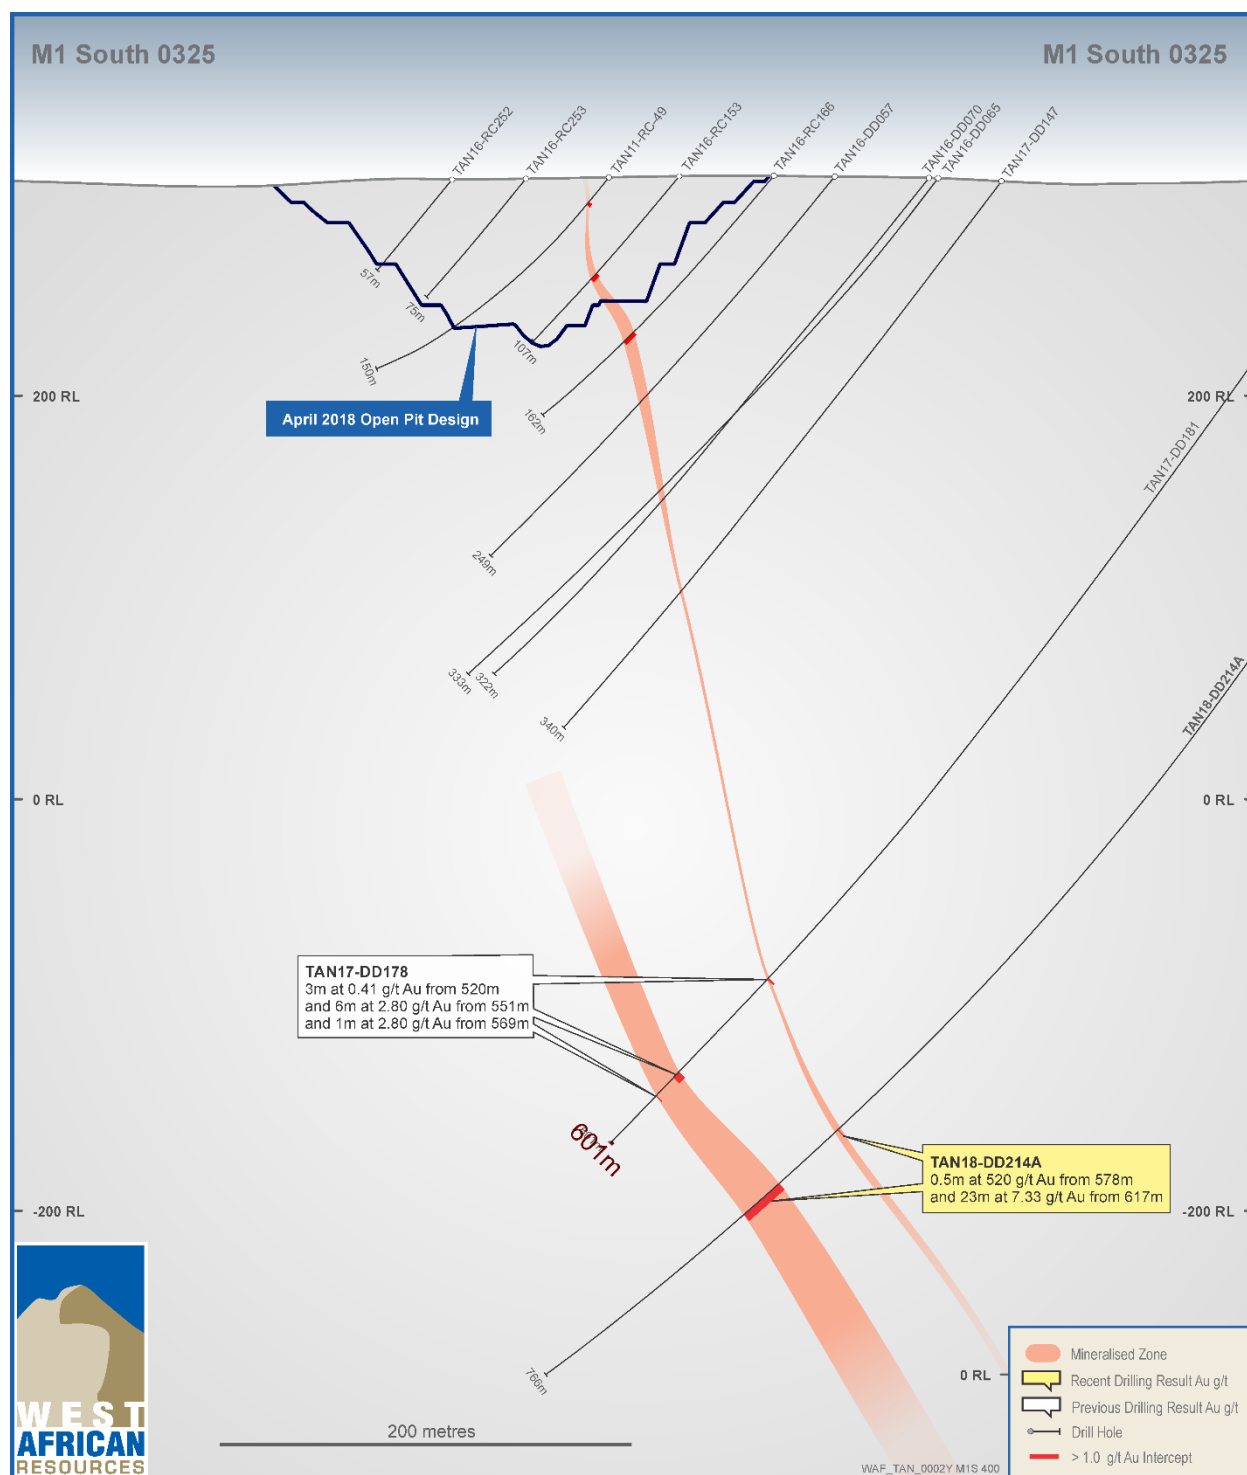 M1 South 0325
M1 South 0325
TAN16-RC252
TAN16-RC253
TAN11-RC-49
TAN16-RC153
TAN16-RC166
TAN16-DD057
TAN16-DD070
TAN16-DD065
TAN17-DD147
57m
75m
150m
107m
162m
April 2018 Open Pit Design
200 RL
200 RL
TAN17-DD181
249m
333m
322m
340m
TAN18-DD214A
0 RL
0 RL
TAN17-DD178
3m at 0.41 g/t Au from 520m
and 6m at 2.80 g/t Au from 551m
and 1m at 2.80 g/t Au from 569m
601m
TAN18-DD214A
0.5m at 520 g/t Au from 578m
and 23m at 7.33 g/t Au from 617m
-200 RL
-200 RL
766m
0 RL
Mineralised Zone
Recent Drilling Result Au g/t
Previous Drilling Result Au g/t
Drill Hole
> 1.0 g/t Au Intercept
WEST
AFRICAN
RESOURCES
200 metres
WAF_TAN_0002Y M1S 400